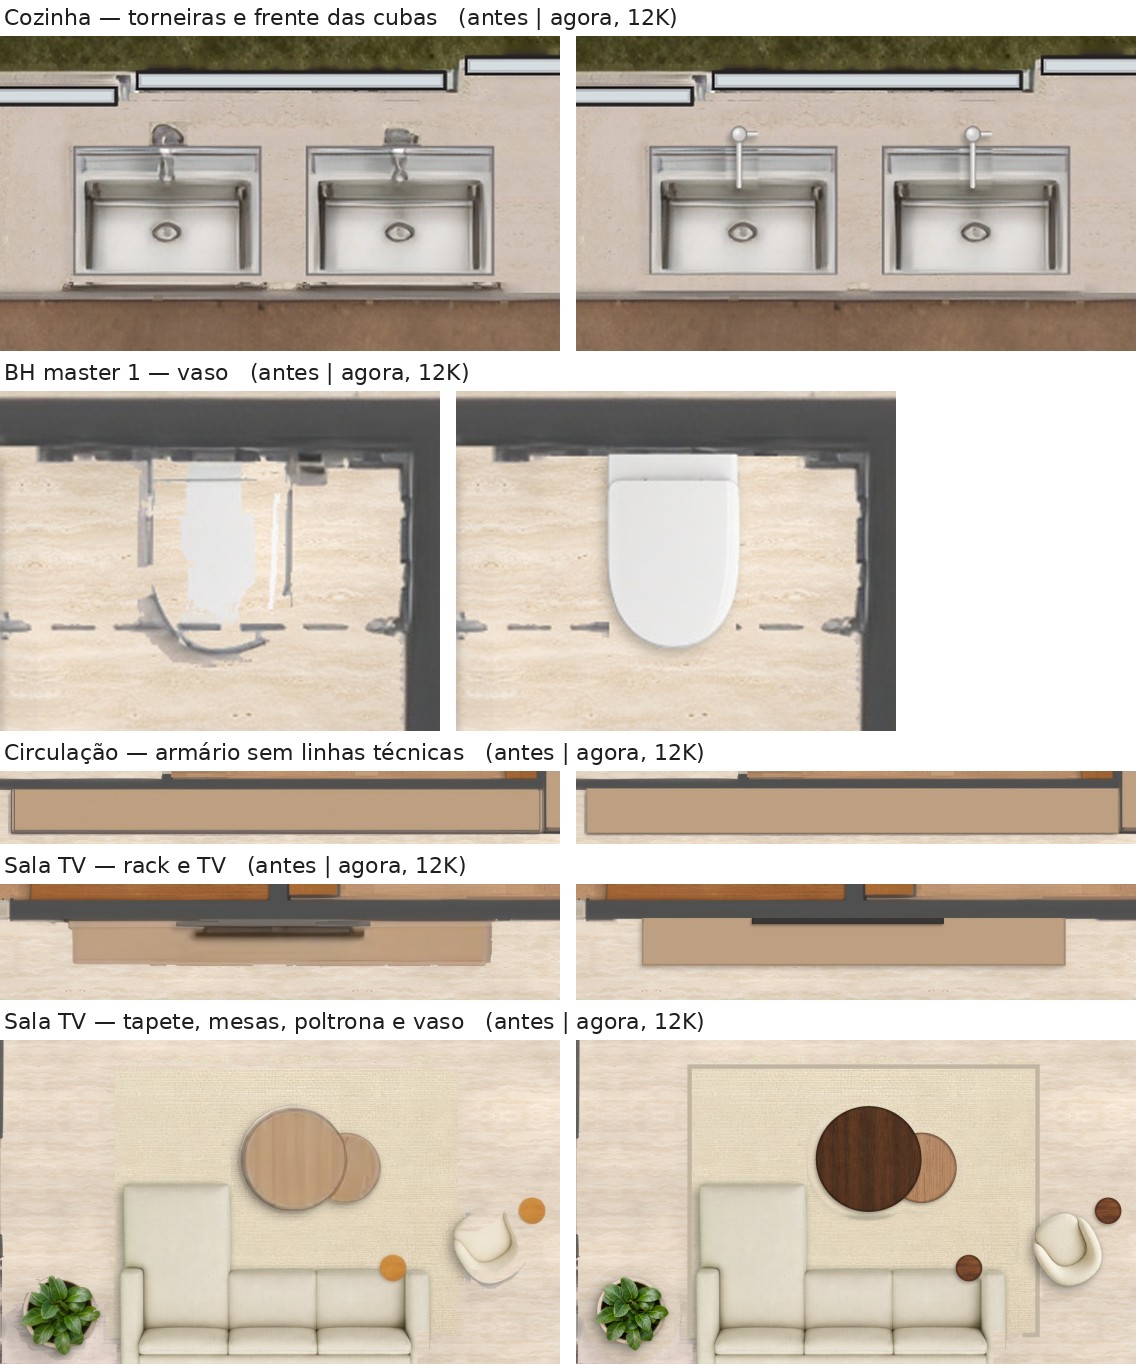 Cozinha — torneiras e frente das cubas (antes | agora, 12K)
BH master 1 — vaso (antes | agora, 12K)
Circulação — armário sem linhas técnicas (antes | agora, 12K)
Sala TV — rack e TV (antes | agora, 12K)
Sala TV — tapete, mesas, poltrona e vaso (antes | agora, 12K)